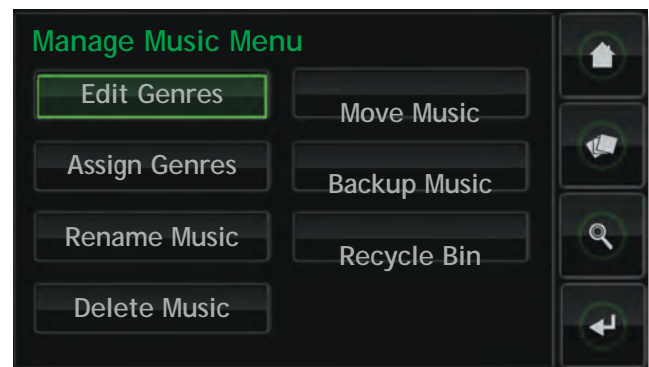 Manage Music Menu
Edit Genres
Move Music
Assign Genres
Backup Music
Rename Music
Recycle Bin
Delete Music